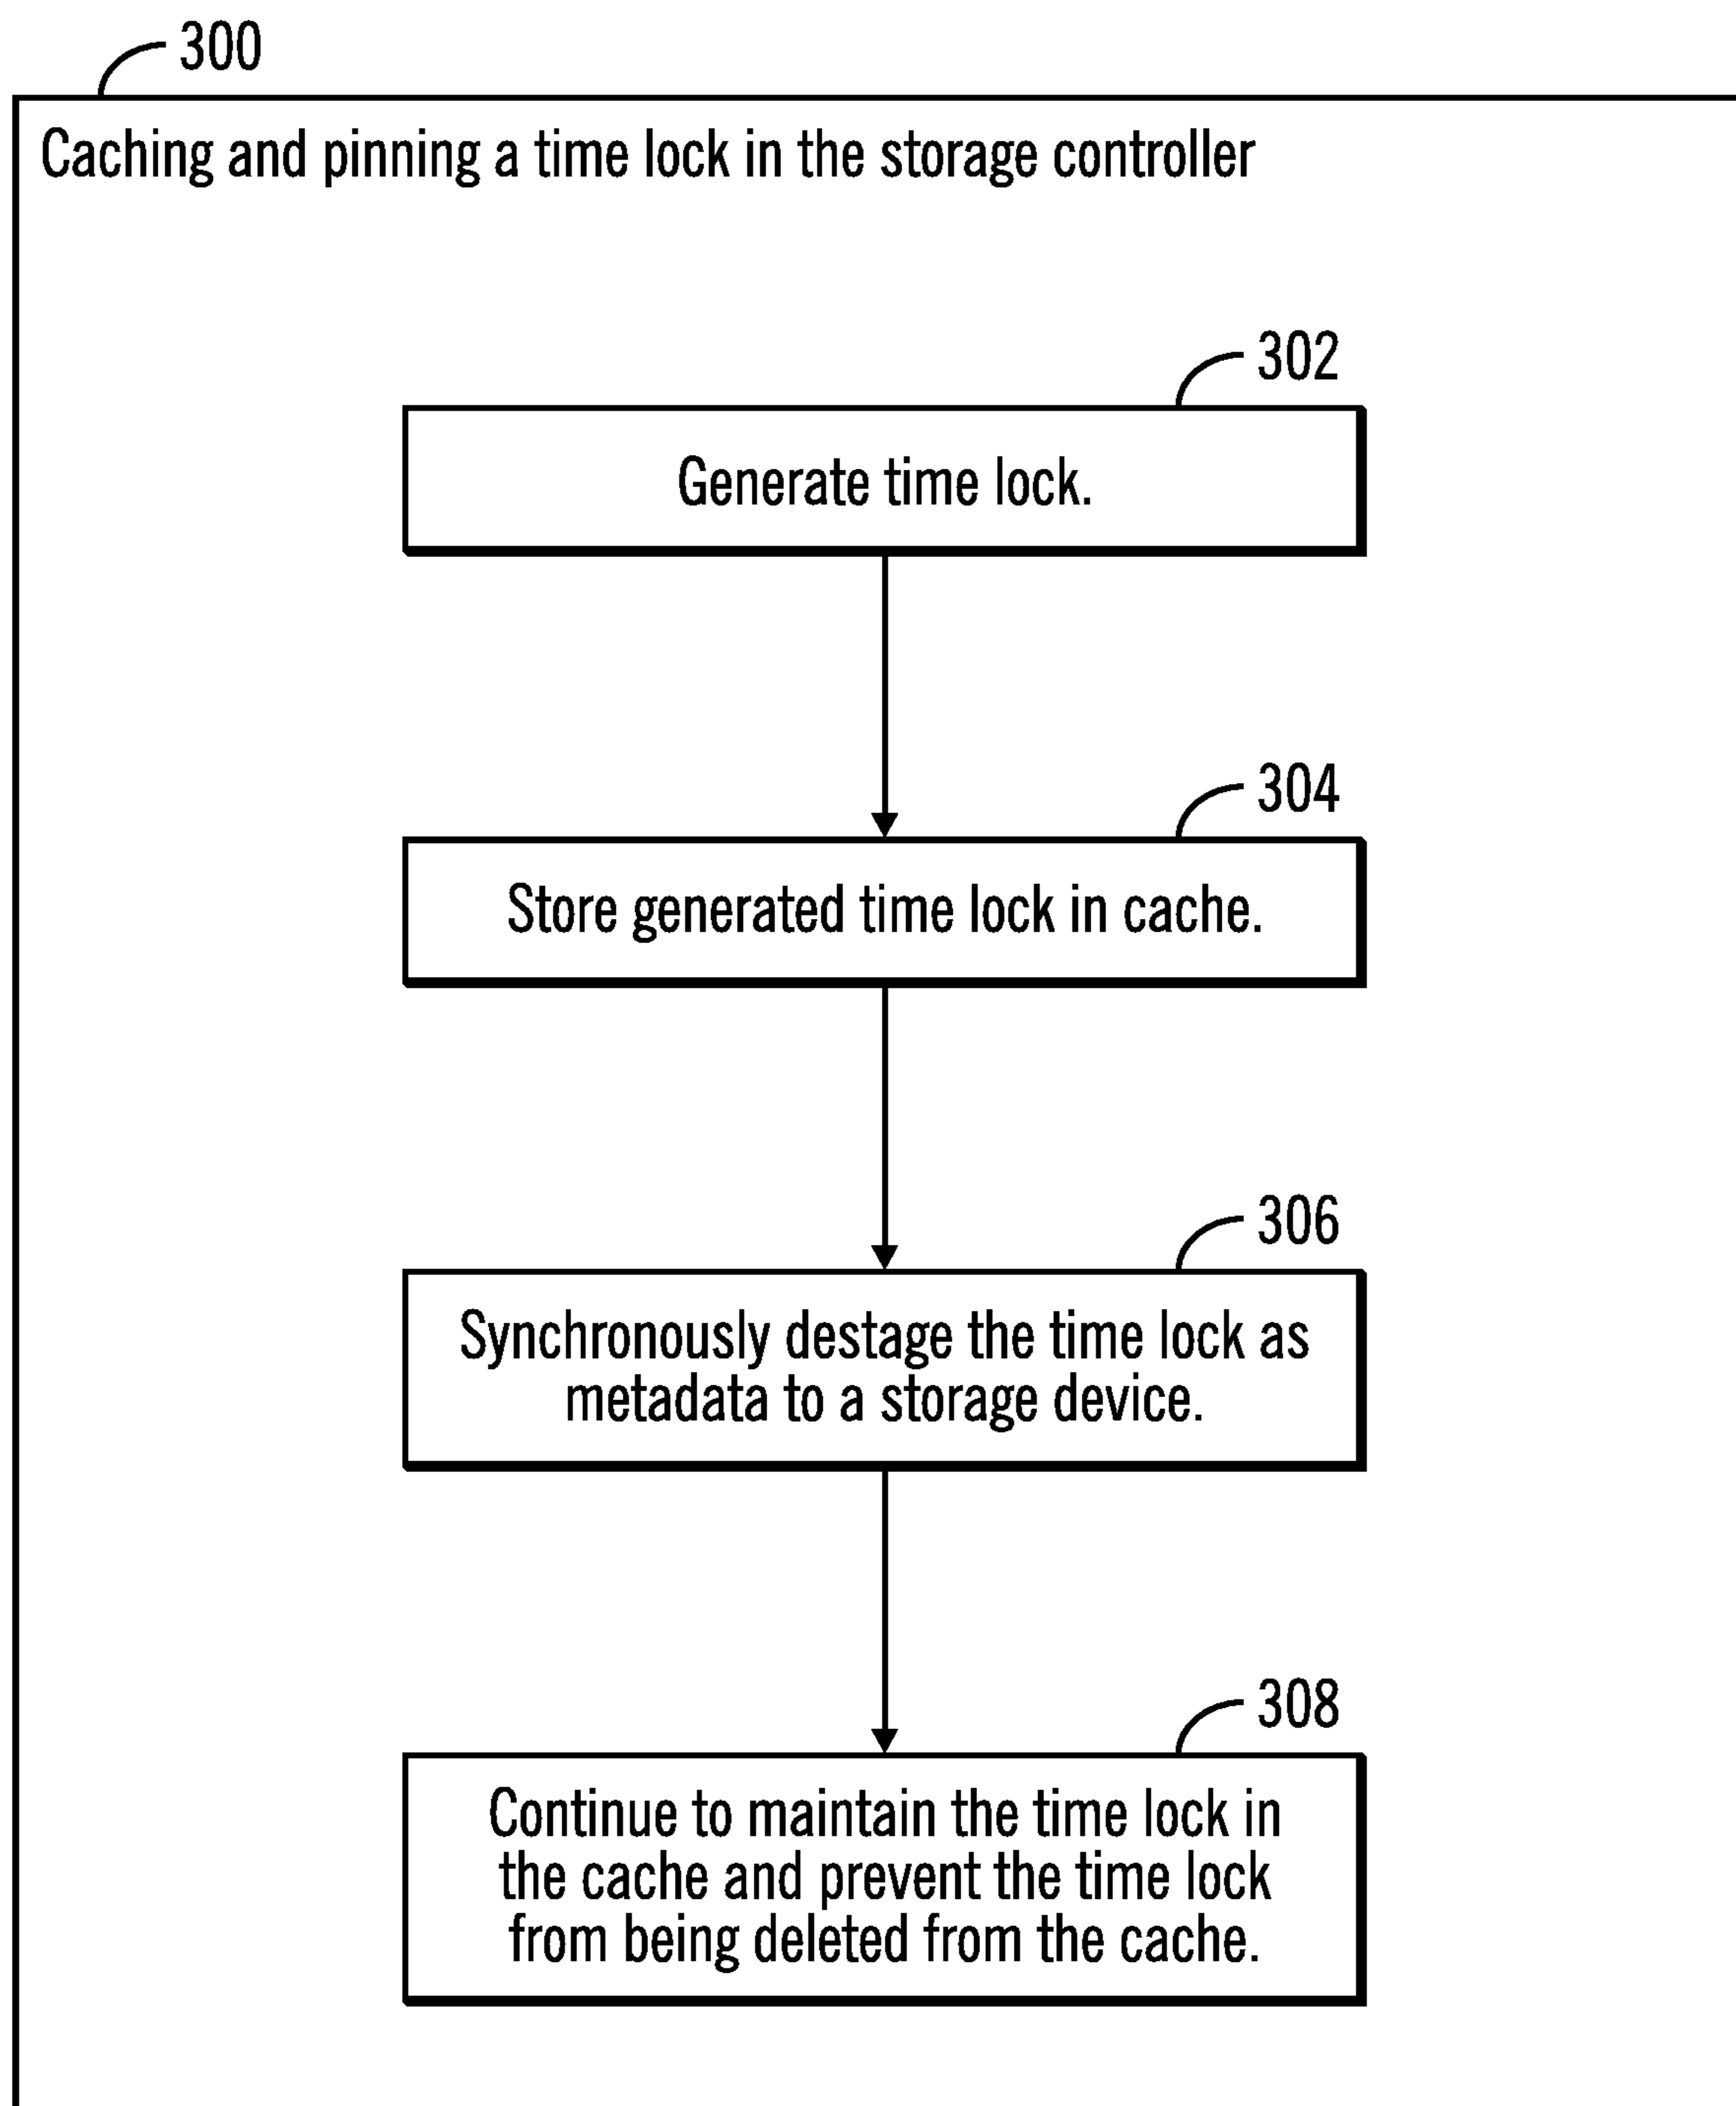 300
Caching and pinning a time lock in the storage controller
302
Generate time lock.
304
Store generated time lock in cache.
306
Synchronously destage the time lock as
metadata to a storage device.
308
Continue to maintain the time lock in
the cache and prevent the time lock
from being deleted from the cache.